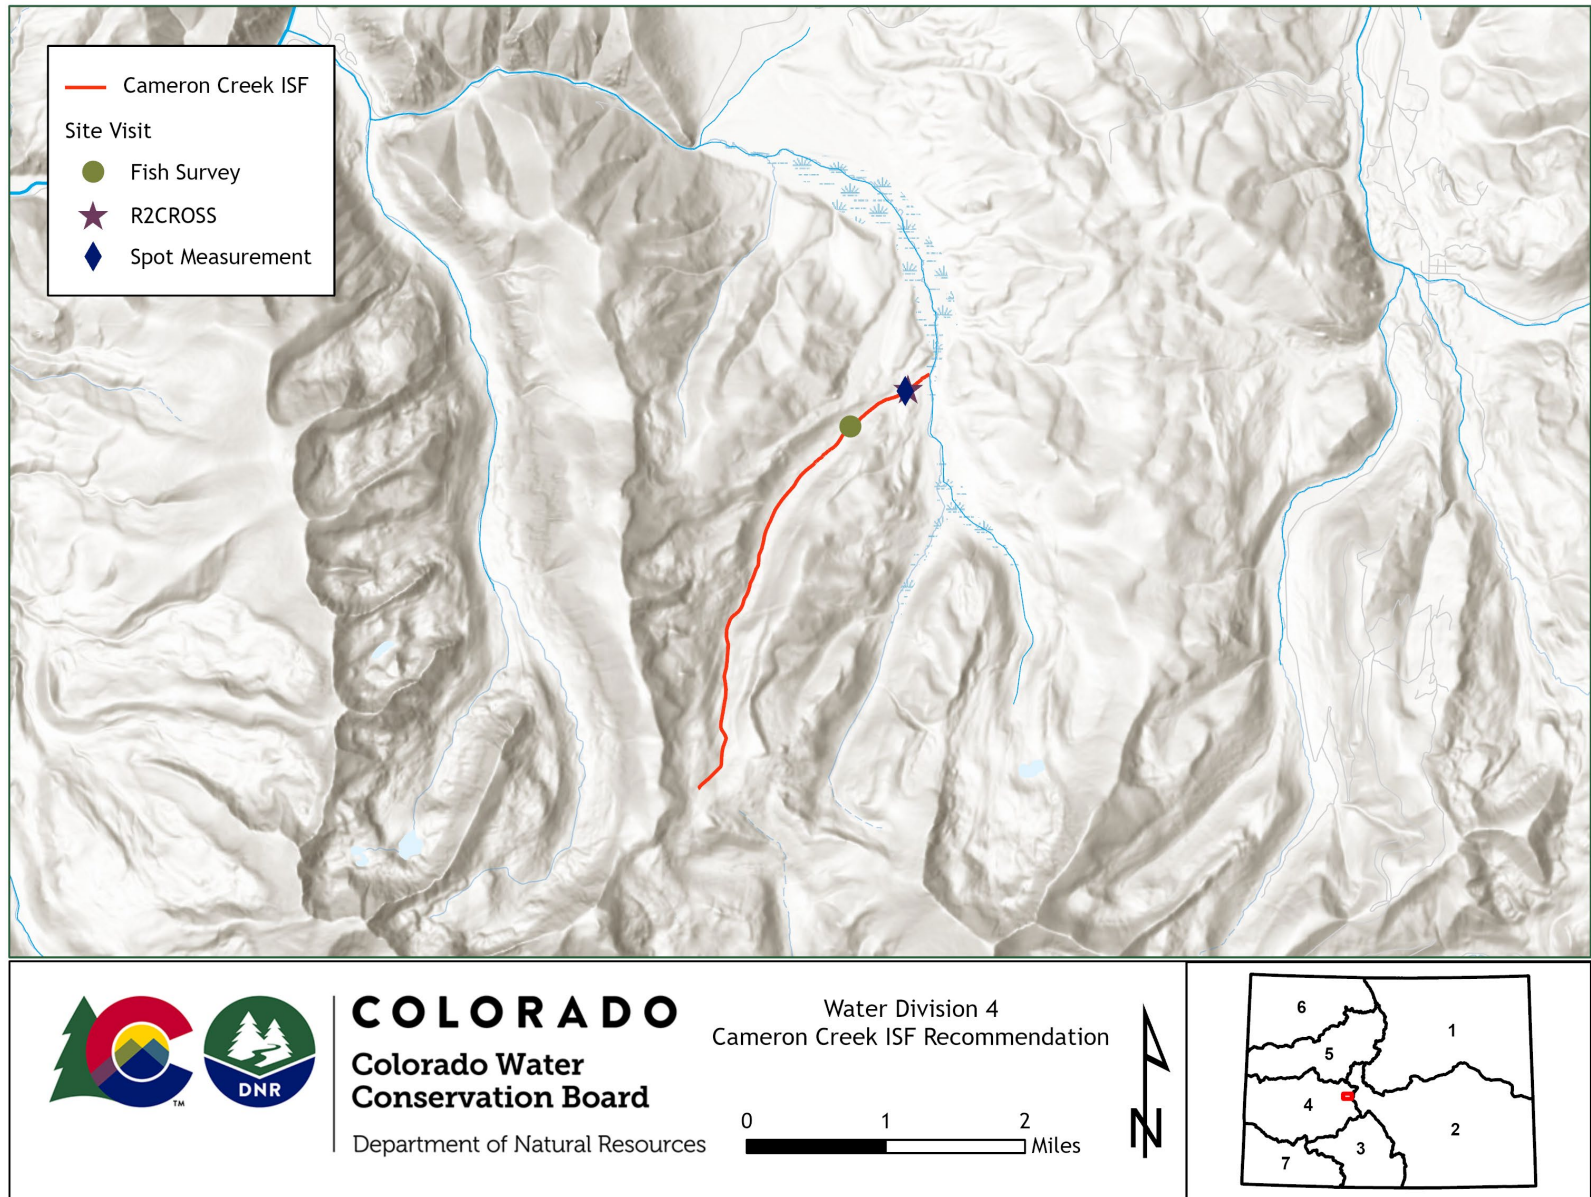 Cameron Creek ISF
Site Visit
Fish Survey
R2CROSS
Spot Measurement
DNR
TM
COLORADO
Colorado Water
Conservation Board
Department of Natural Resources
Water Division 4
Cameron Creek ISF Recommendation
0 1 2
Miles
N
6
1
5
4
2
3
7